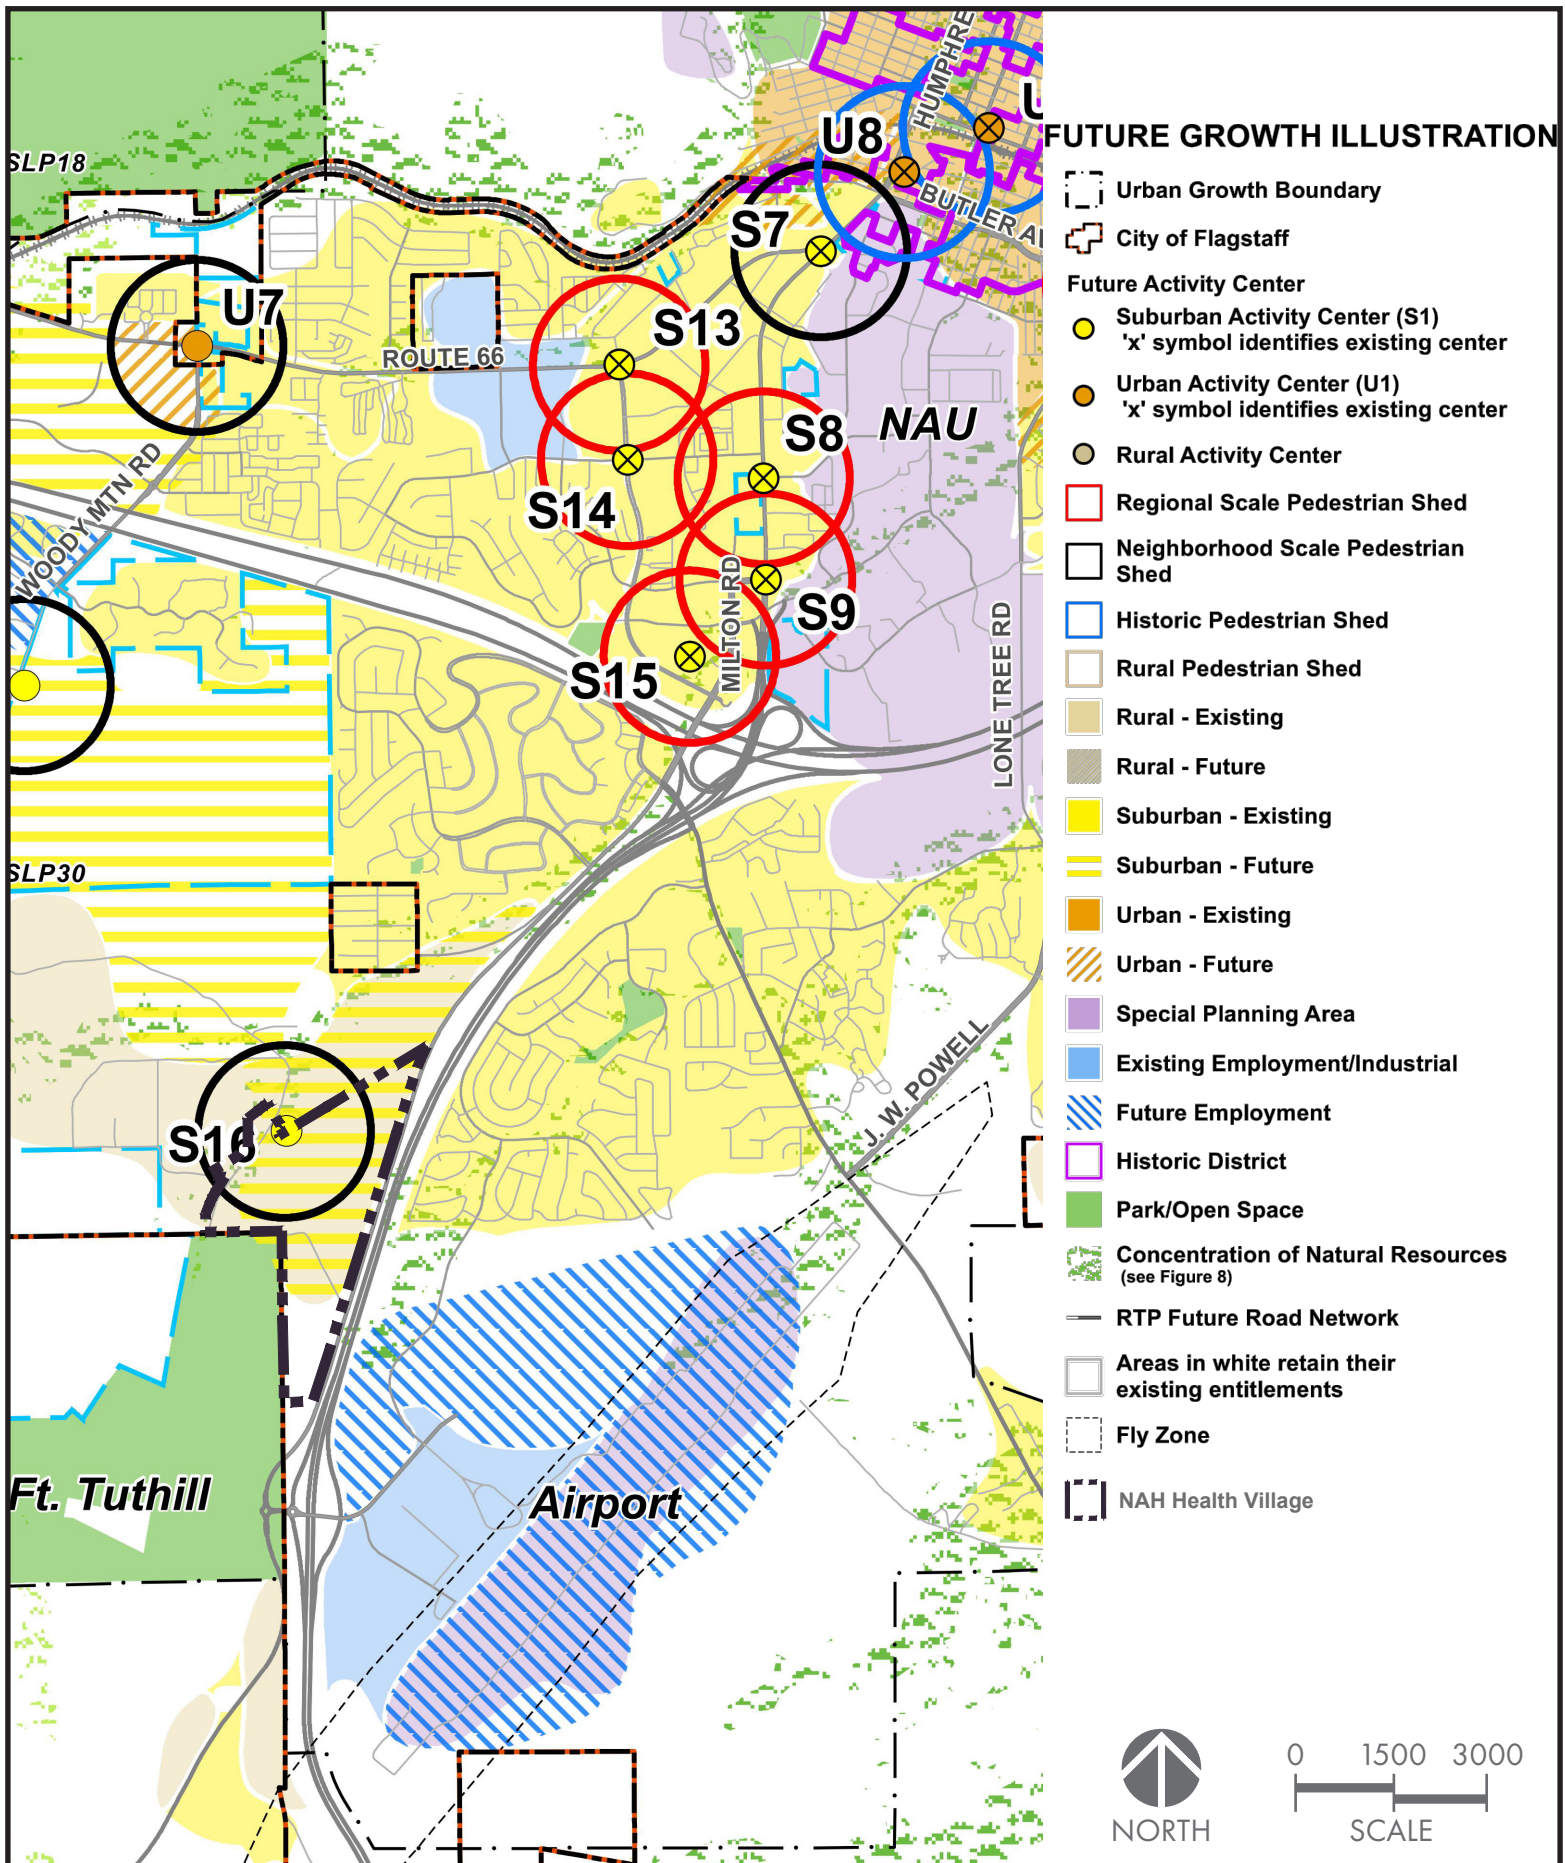 HUMPHRE
U
U8
SLP18
BUTLER A
S7
U7
S13
ROUTE 66
S8
NAU
WOODY MTN RD
S14
MILTON RD
S9
LONE TREE RD
S15
SLP30
J. W. POWELL
S16
Ft. Tuthill
Airport
FUTURE GROWTH ILLUSTRATION
Urban Growth Boundary
City of Flagstaff
Future Activity Center
Suburban Activity Center (S1)
'x' symbol identifies existing center
Urban Activity Center (U1)
'x' symbol identifies existing center
Rural Activity Center
Regional Scale Pedestrian Shed
Neighborhood Scale Pedestrian
Shed
Historic Pedestrian Shed
Rural Pedestrian Shed
Rural - Existing
Rural - Future
Suburban - Existing
Suburban - Future
Urban - Existing
Urban - Future
Special Planning Area
Existing Employment/Industrial
Future Employment
Historic District
Park/Open Space
Concentration of Natural Resources
(see Figure 8)
RTP Future Road Network
Areas in white retain their
existing entitlements
Fly Zone
NAH Health Village
0 1500 3000
NORTH
SCALE